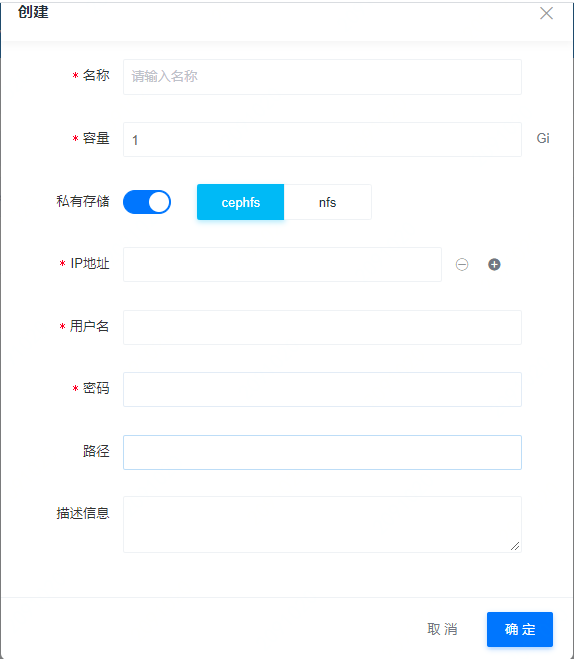 创建
* 名称 请输入名称
* 容量 1 Gi
私有存储 cephfs nfs
* IP地址
* 用户名
* 密码
路径
描述信息
取 消 确 定